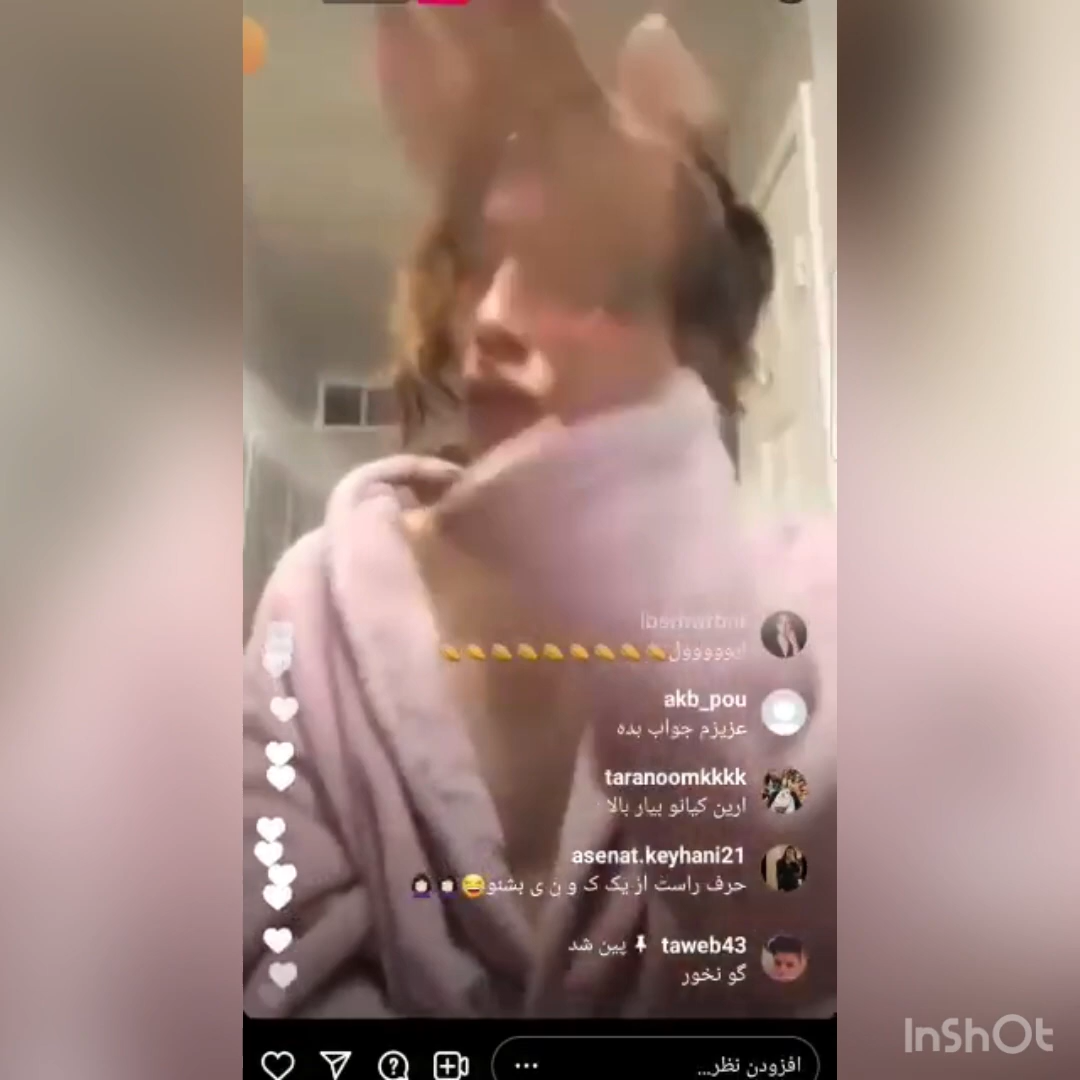 ایوووووول👏👏👏👏👏👏👏👏👏
akb_pou
عزیزم جواب بده
taranoomkkkk
ارین کیانو بیار بالا
asenat.keyhani21
حرف راست از یک ک و ن ی بشنو😂🤦🏻‍♀️🤦🏻‍♀️
taweb43 📌 پین شد
گو نخور
افزودن نظر...
InShOt